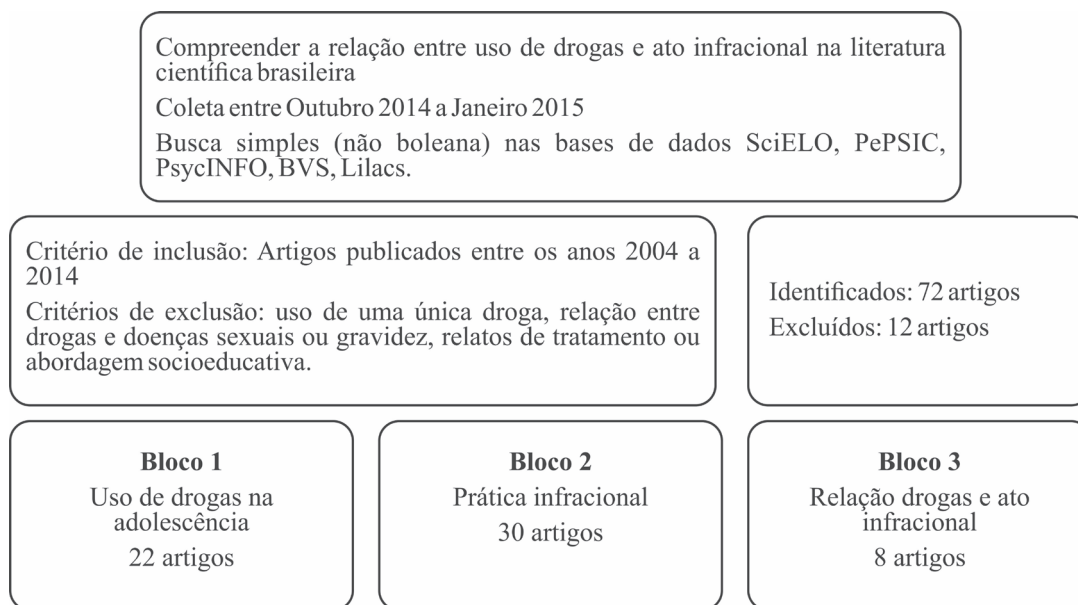 Compreender a relação entre uso de drogas e ato infracional na literatura
científica brasileira
Coleta entre Outubro 2014 a Janeiro 2015
Busca simples (não boleana) nas bases de dados SciELO, PePSIC,
PsycINFO, BVS, Lilacs.
Critério de inclusão: Artigos publicados entre os anos 2004 a
2014
Critérios de exclusão: uso de uma única droga, relação entre
drogas e doenças sexuais ou gravidez, relatos de tratamento ou
abordagem socioeducativa.
Identificados: 72 artigos
Excluídos: 12 artigos
Bloco 1
Uso de drogas na
adolescência
22 artigos
Bloco 2
Prática infracional
30 artigos
Bloco 3
Relação drogas e ato
infracional
8 artigos